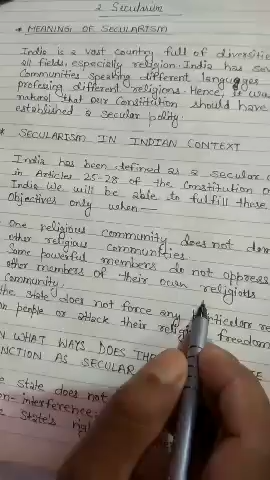 2 Secularism
* MEANING OF SECULARISM
India is a vast country full of diversities
all fields, especially religion. India has
Communities speaking different languages
professing different religions. Hence, it was
natural that our Constitution should have
established a secular polity.
* SECULARISM IN INDIAN CONTEXT
India has been defined as a secular
in Articles 25-28 of the Constitution
India. We will be able to fulfill these
Objectives only when—
One religious community does not
other religious communities.
Some powerful members do not oppress
other members of their own religious
Community.
the State does not force any particular
on people or attack their religious freedom
IN WHAT WAYS DOES THE
FUNCTION AS SECULAR
e State does not
non-interference.
e State's